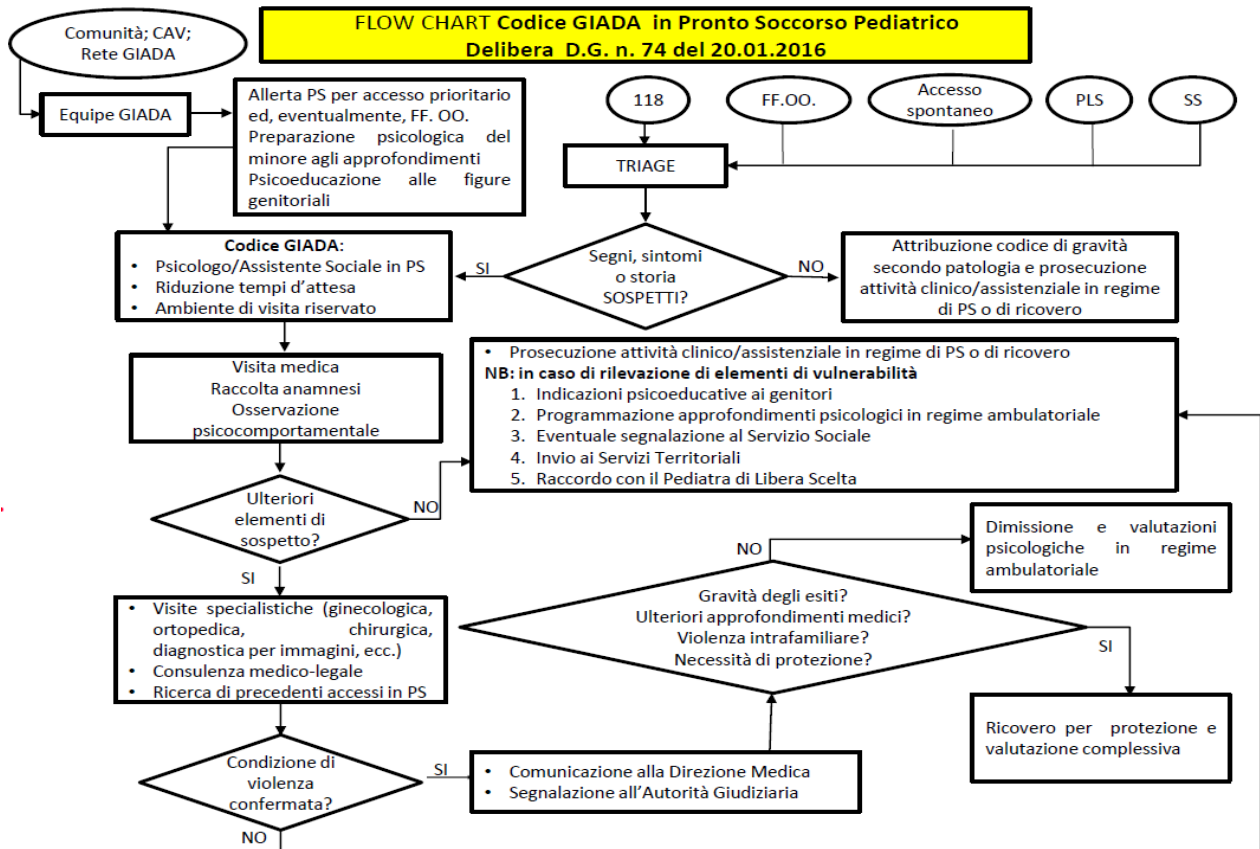 FLOW CHART Codice GIADA in Pronto Soccorso Pediatrico
Delibera D.G. n. 74 del 20.01.2016
Comunità; CAV;
Rete GIADA
Equipe GIADA
Allerta PS per accesso prioritario
ed, eventualmente, FF. OO.
Preparazione psicologica del
minore agli approfondimenti
Psicoeducazione alle figure
genitoriali
118
FF.OO.
Accesso
spontaneo
PLS
SS
TRIAGE
Segni, sintomi
o storia
SOSPETTI?
SI
NO
Codice GIADA:
• Psicologo/Assistente Sociale in PS
• Riduzione tempi d'attesa
• Ambiente di visita riservato
Attribuzione codice di gravità
secondo patologia e prosecuzione
attività clinico/assistenziale in regime
di PS o di ricovero
Visita medica
Raccolta anamnesi
Osservazione
psicocomportamentale
• Prosecuzione attività clinico/assistenziale in regime di PS o di ricovero
NB: in caso di rilevazione di elementi di vulnerabilità
1. Indicazioni psicoeducative ai genitori
2. Programmazione approfondimenti psicologici in regime ambulatoriale
3. Eventuale segnalazione al Servizio Sociale
4. Invio ai Servizi Territoriali
5. Raccordo con il Pediatra di Libera Scelta
Ulteriori
elementi di
sospetto?
NO
SI
• Visite specialistiche (ginecologica,
ortopedica, chirurgica,
diagnostica per immagini, ecc.)
• Consulenza medico-legale
• Ricerca di precedenti accessi in PS
Condizione di
violenza
confermata?
SI
NO
• Comunicazione alla Direzione Medica
• Segnalazione all'Autorità Giudiziaria
Gravità degli esiti?
Ulteriori approfondimenti medici?
Violenza intrafamiliare?
Necessità di protezione?
NO
SI
Dimissione e valutazioni
psicologiche in regime
ambulatoriale
Ricovero per protezione e
valutazione complessiva